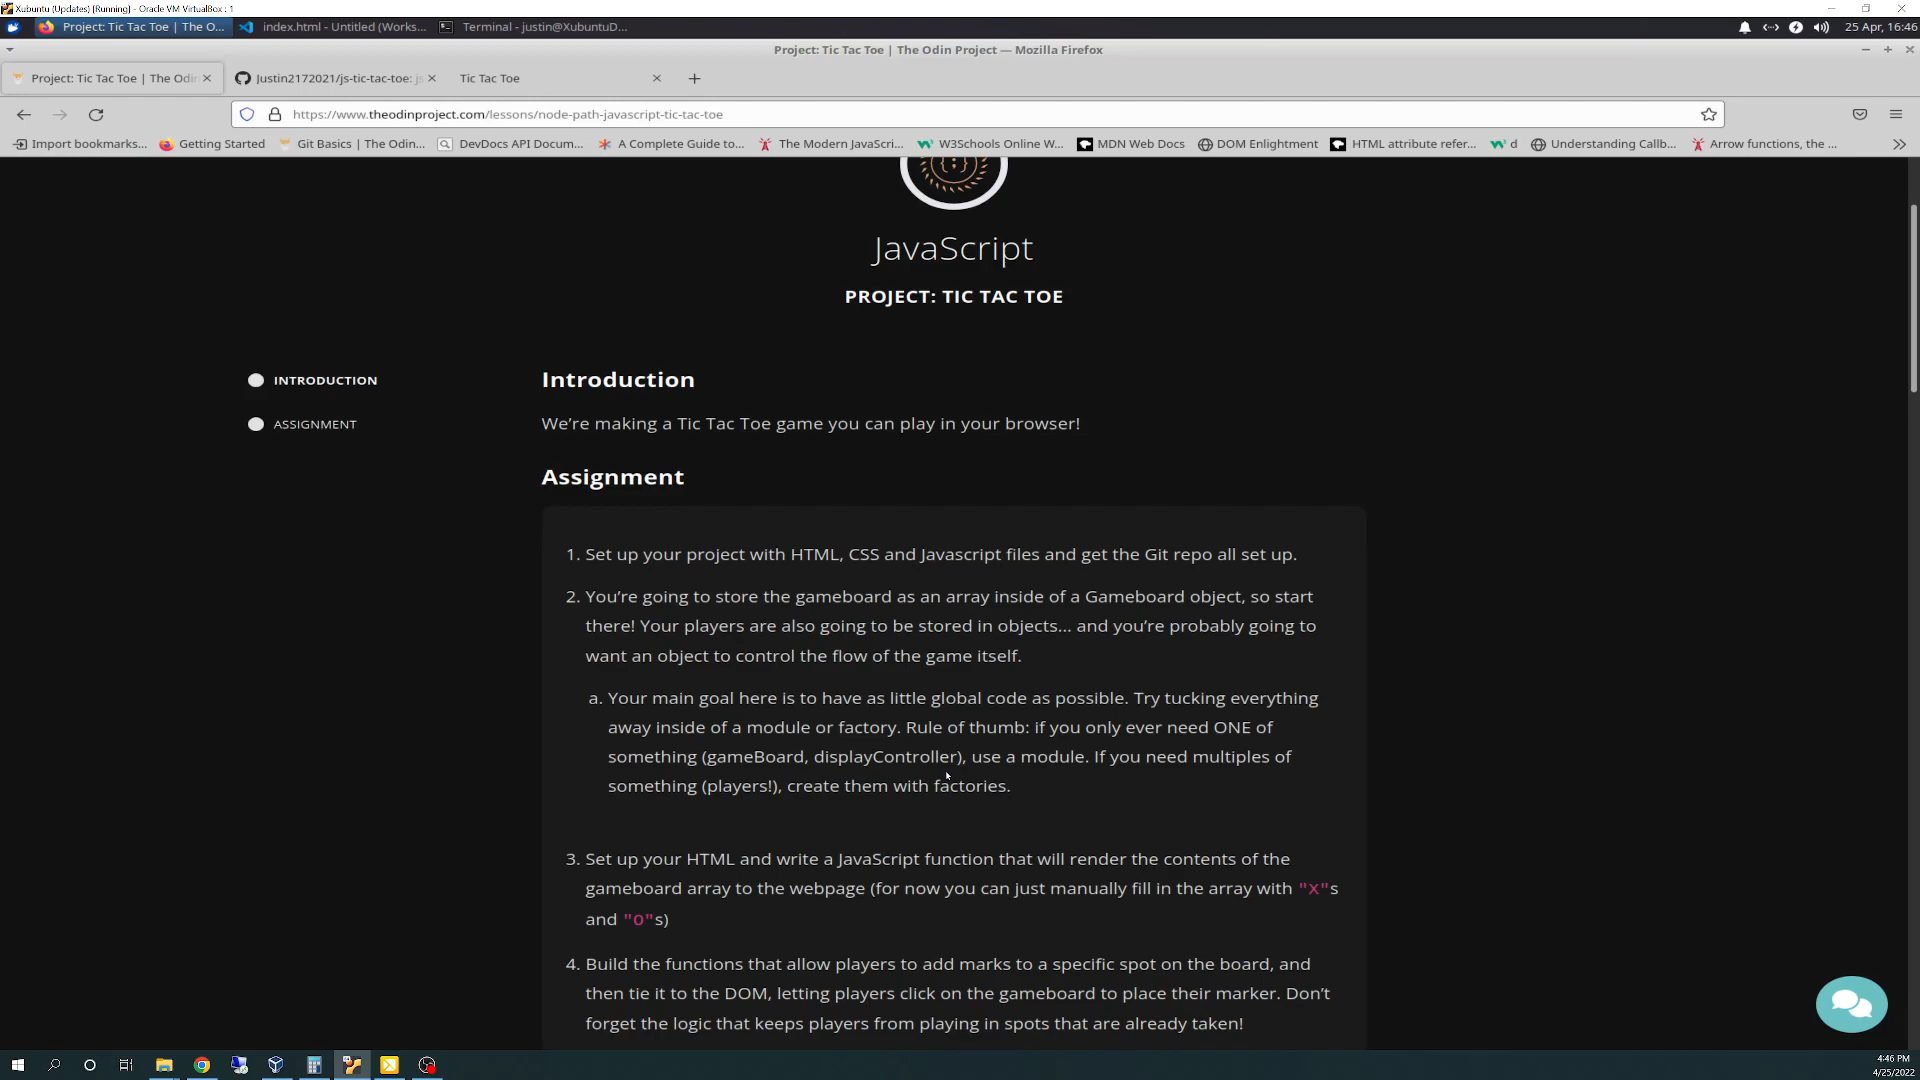 Xubuntu (Updates) [Running] - Oracle VM VirtualBox : 1
Project: Tic Tac Toe | The O...
index.html - Untitled (Works...
Terminal - justin@XubuntuD...
25 Apr, 16:46
Project: Tic Tac Toe | The Odin Project — Mozilla Firefox
Project: Tic Tac Toe | The Odin
Justin2172021/js-tic-tac-toe: js
Tic Tac Toe
https://www.theodinproject.com/lessons/node-path-javascript-tic-tac-toe
Import bookmarks...
Getting Started
Git Basics | The Odin...
DevDocs API Docum...
A Complete Guide to...
The Modern JavaScri...
W3Schools Online W...
MDN Web Docs
DOM Enlightment
HTML attribute refer...
d
Understanding Callb...
Arrow functions, the ...
JavaScript
PROJECT: TIC TAC TOE
INTRODUCTION
ASSIGNMENT
Introduction
We’re making a Tic Tac Toe game you can play in your browser!
Assignment
1. Set up your project with HTML, CSS and Javascript files and get the Git repo all set up.
2. You’re going to store the gameboard as an array inside of a Gameboard object, so start
there! Your players are also going to be stored in objects... and you’re probably going to
want an object to control the flow of the game itself.
a. Your main goal here is to have as little global code as possible. Try tucking everything
away inside of a module or factory. Rule of thumb: if you only ever need ONE of
something (gameBoard, displayController), use a module. If you need multiples of
something (players!), create them with factories.
3. Set up your HTML and write a JavaScript function that will render the contents of the
gameboard array to the webpage (for now you can just manually fill in the array with "X"s
and "O"s)
4. Build the functions that allow players to add marks to a specific spot on the board, and
then tie it to the DOM, letting players click on the gameboard to place their marker. Don’t
forget the logic that keeps players from playing in spots that are already taken!
4:46 PM
4/25/2022